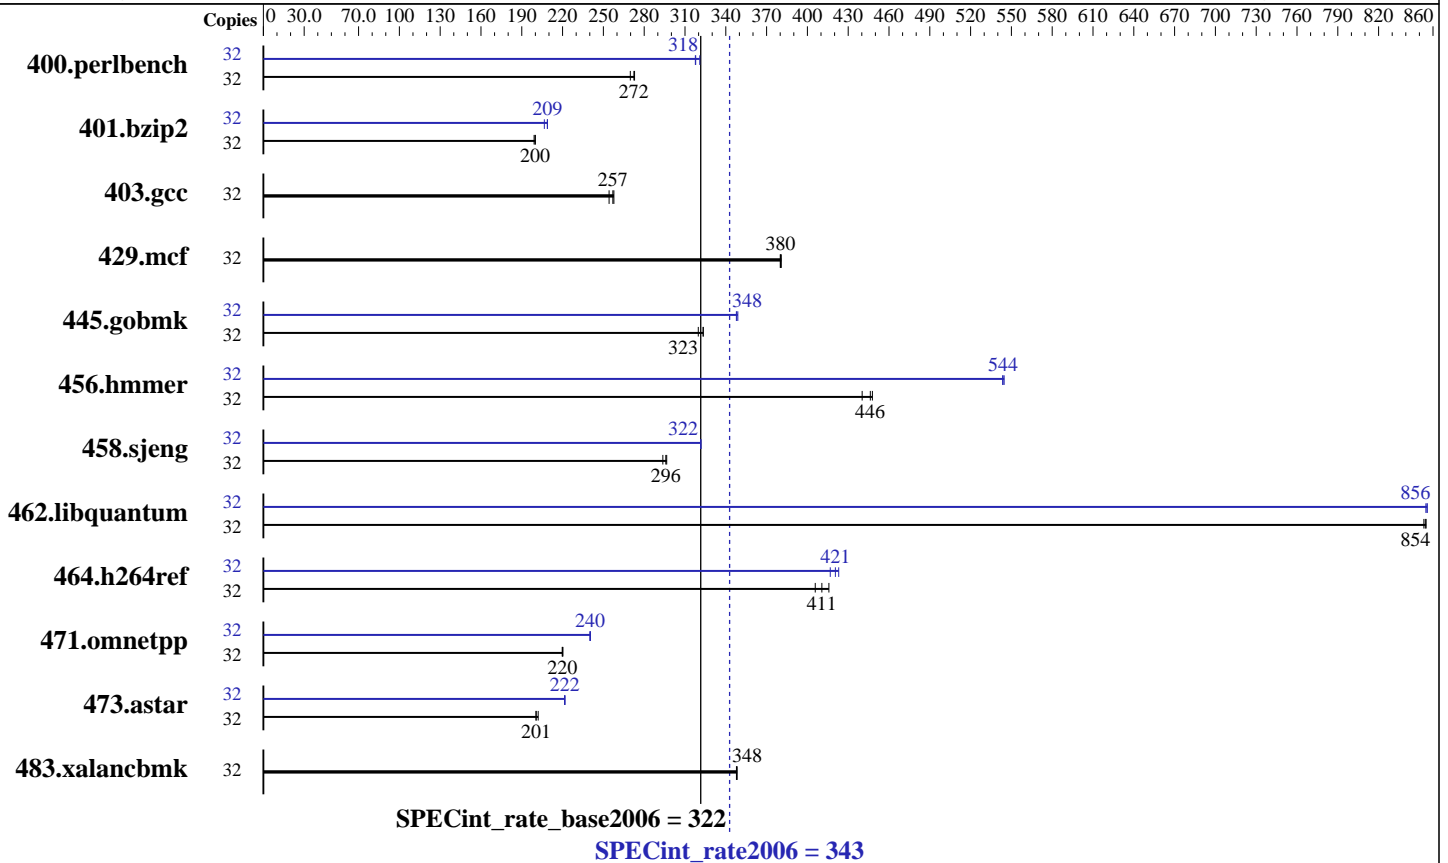 Copies 0 30.0 70.0 100 130 160 190 220 250 280 310 340 370 400 430 460 490 520 550 580 610 640 670 700 730 760 790 820 860
400.perlbench 32 318
32 272
401.bzip2 32 209
32 200
403.gcc 32 257
429.mcf 32 380
445.gobmk 32 348
32 323
456.hmmer 32 544
32 446
458.sjeng 32 322
32 296
462.libquantum 32 856
32 854
464.h264ref 32 421
32 411
471.omnetpp 32 240
32 220
473.astar 32 222
32 201
483.xalancbmk 32 348
SPECint_rate_base2006 = 322
SPECint_rate2006 = 343